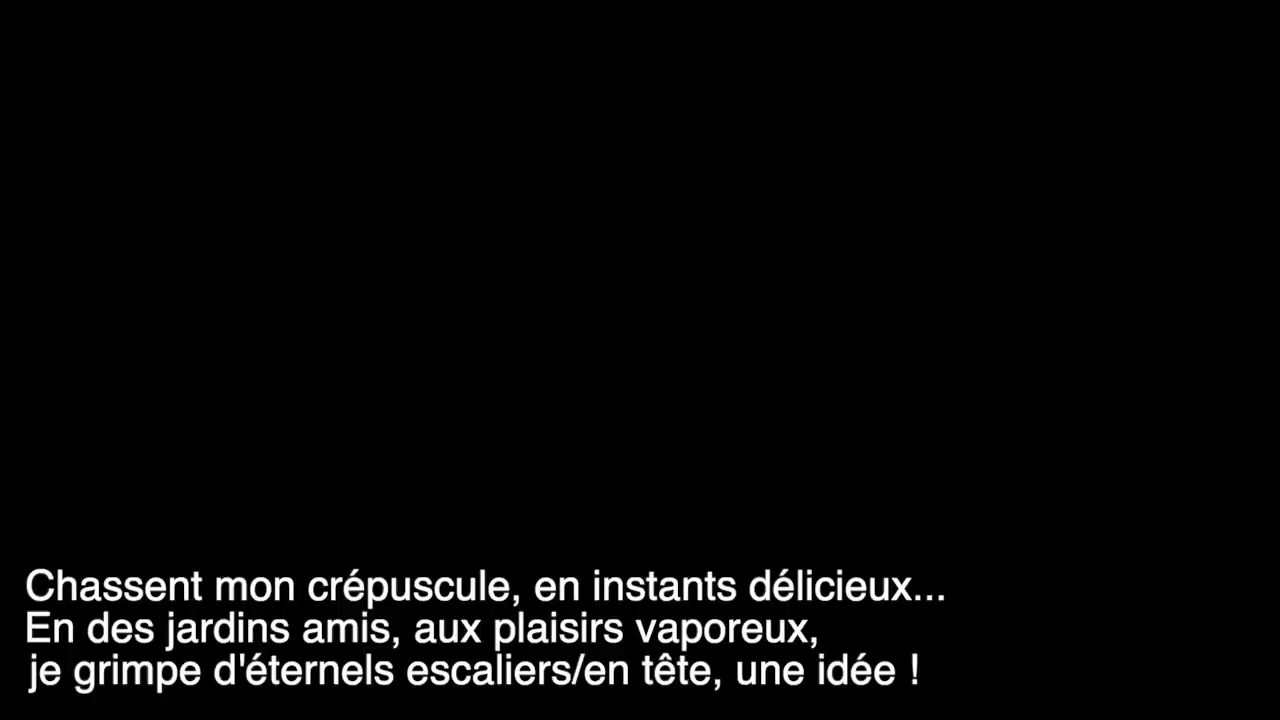 Chassent mon crépuscule, en instants délicieux...
En des jardins amis, aux plaisirs vaporeux,
je grimpe d'éternels escaliers/en tête, une idée !